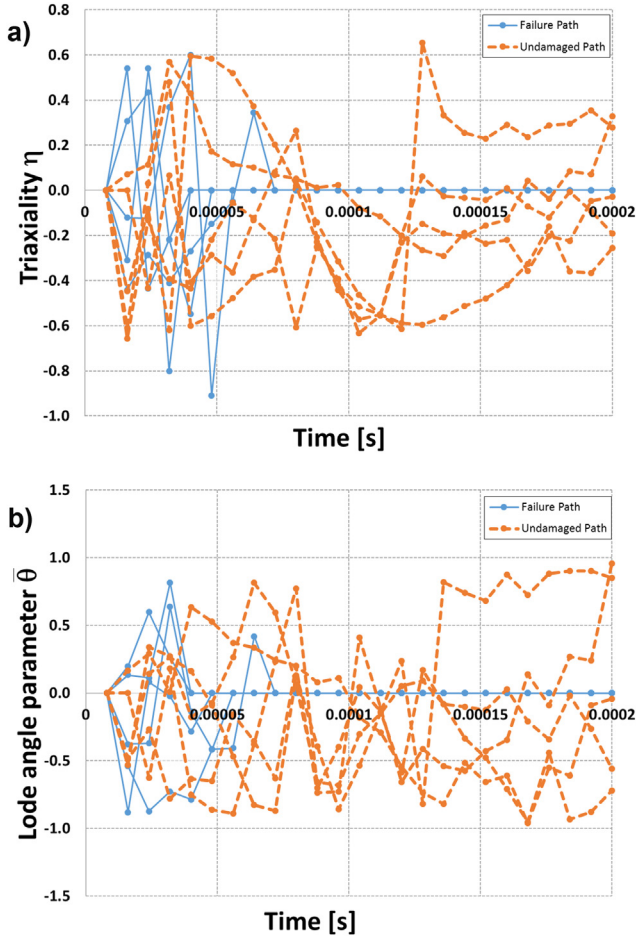 a)
0.8
0.6
0.4
0.2
0.0
-0.2
-0.4
-0.6
-0.8
-1.0
Triaxiality η
Failure Path
Undamaged Path
0 0.00005 0.0001 0.00015 0.0002
Time [s]
b)
1.5
1.0
0.5
0.0
-0.5
-1.0
-1.5
Lode angle parameter θ̅
Failure Path
Undamaged Path
0 0.00005 0.0001 0.00015 0.0002
Time [s]